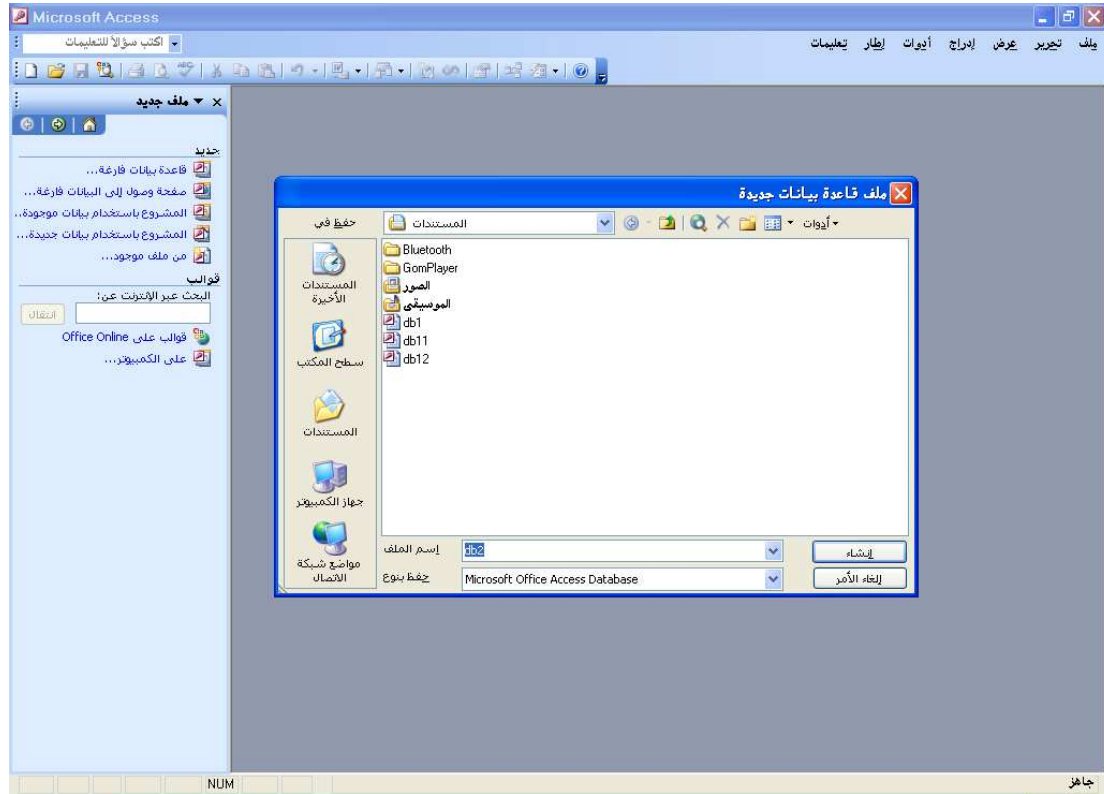 Microsoft Access
ملف تحرير عرض إدراج أدوات إطار تعليمات
اكتب سؤالاً للتعليمات
ملف جديد
جديد
قاعدة بيانات فارغة...
صفحة وصول إلى البيانات فارغة...
المشروع باستخدام بيانات موجودة...
المشروع باستخدام بيانات جديدة...
من ملف موجود...
قوالب
البحث عبر الإنترنت عن:
انتقال
قوالب على Office Online
على الكمبيوتر...
ملف قاعدة بيانات جديدة
حفظ في
المستندات
أدوات
المستندات الأخيرة
سطح المكتب
المستندات
جهاز الكمبيوتر
مواضع شبكة الاتصال
Bluetooth
GomPlayer
الصور
الموسيقى
db1
db11
db12
إسم الملف
db2
إنشاء
حفظ بنوع
Microsoft Office Access Database
إلغاء الأمر
جاهز
NUM